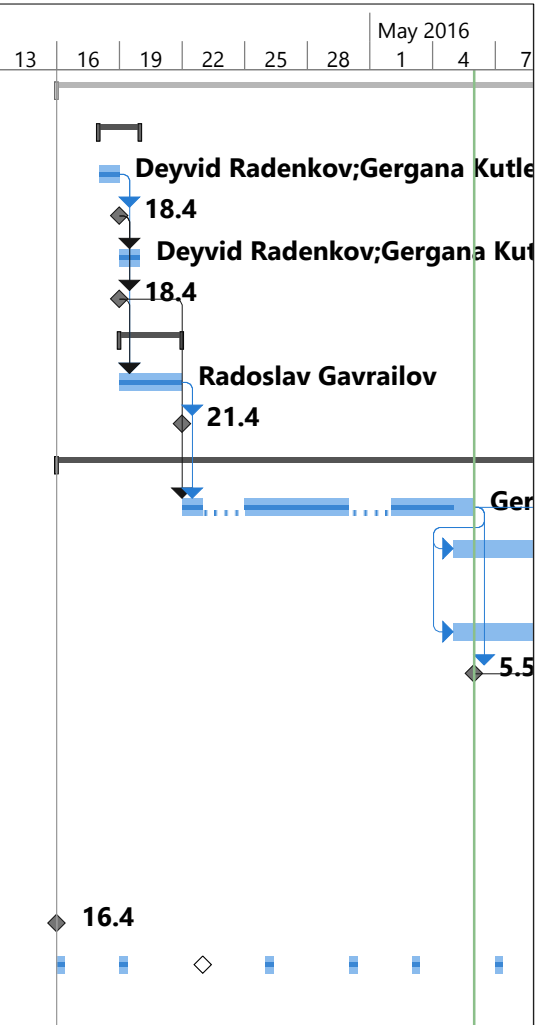 May 2016
13 16 19 22 25 28 1 4 7
Deyvid Radenkov;Gergana Kutle
18.4
Deyvid Radenkov;Gergana Kut
18.4
Radoslav Gavrailov
21.4
Ger
5.5
16.4